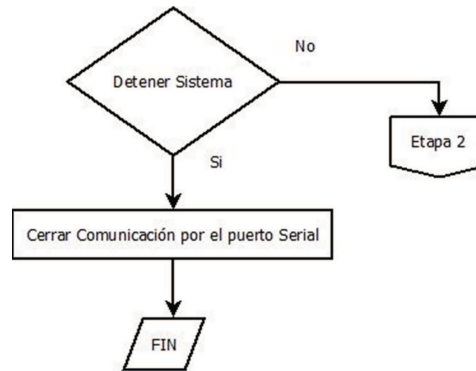 No
Detener Sistema
Etapa 2
Si
Cerrar Comunicación por el puerto Serial
FIN